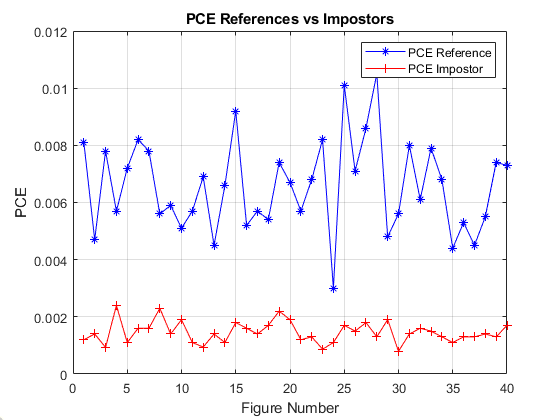 PCE References vs Impostors
0.012
0.01
0.008
0.006
0.004
0.002
0
PCE
PCE Reference
PCE Impostor
0 5 10 15 20 25 30 35 40
Figure Number